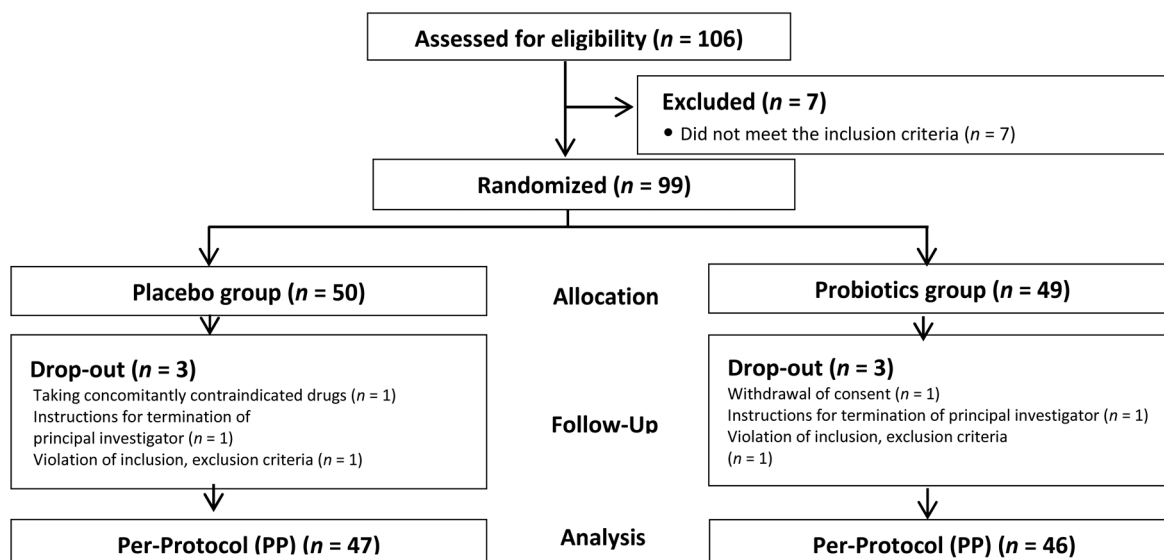 Assessed for eligibility (n = 106)
Excluded (n = 7)
• Did not meet the inclusion criteria (n = 7)
Randomized (n = 99)
Placebo group (n = 50)
Allocation
Probiotics group (n = 49)
Drop-out (n = 3)
Taking concomitantly contraindicated drugs (n = 1)
Instructions for termination of
principal investigator (n = 1)
Violation of inclusion, exclusion criteria (n = 1)
Follow-Up
Drop-out (n = 3)
Withdrawal of consent (n = 1)
Instructions for termination of principal investigator (n = 1)
Violation of inclusion, exclusion criteria
(n = 1)
Per-Protocol (PP) (n = 47)
Analysis
Per-Protocol (PP) (n = 46)